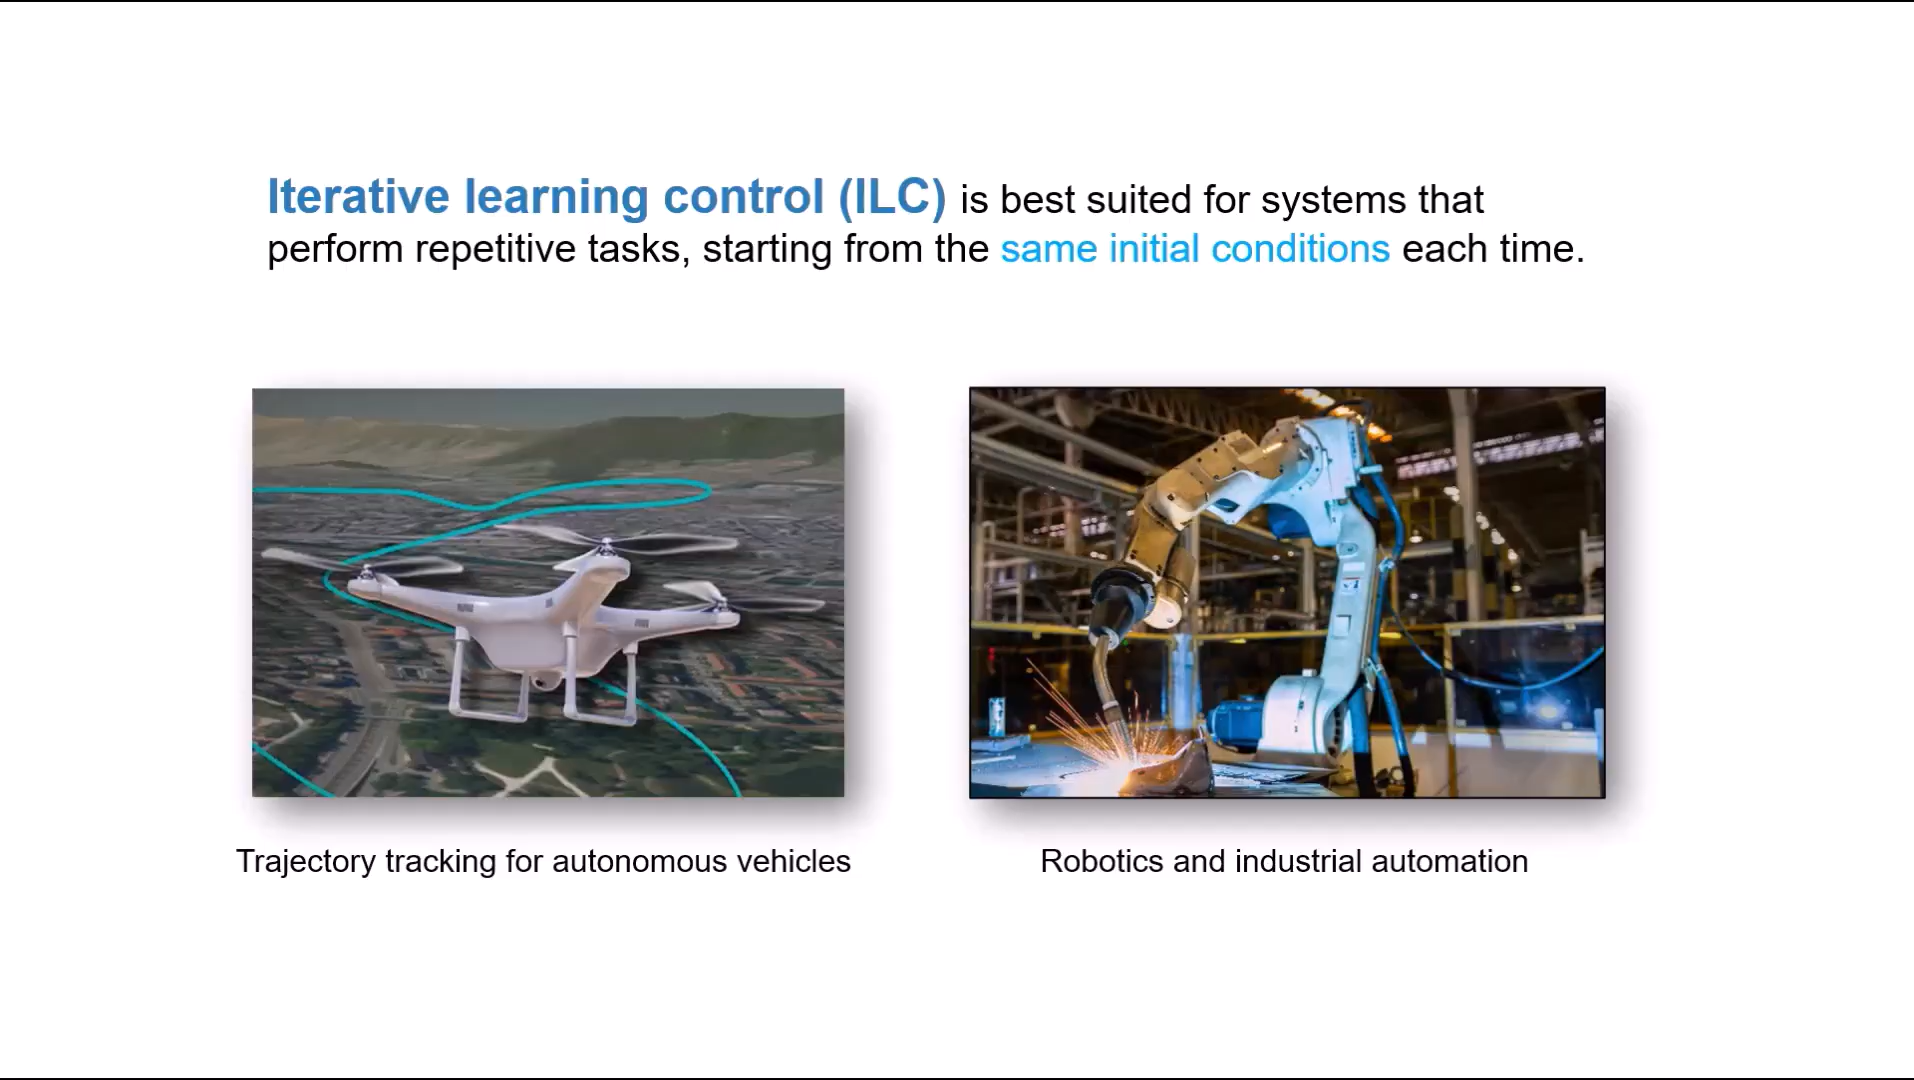 Iterative learning control (ILC) is best suited for systems that
perform repetitive tasks, starting from the same initial conditions each time.
Trajectory tracking for autonomous vehicles
Robotics and industrial automation